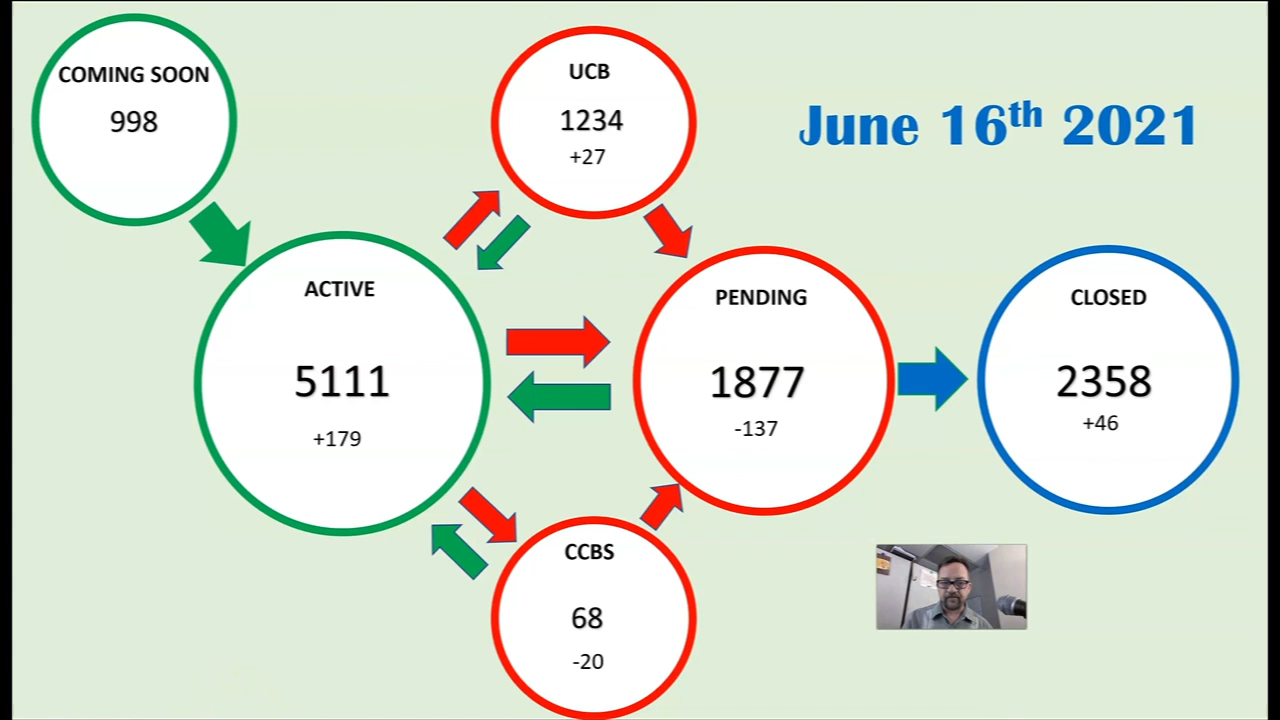 COMING SOON
998
UCB
1234
+27
June 16th 2021
ACTIVE
5111
+179
PENDING
1877
-137
CLOSED
2358
+46
CCBS
68
-20